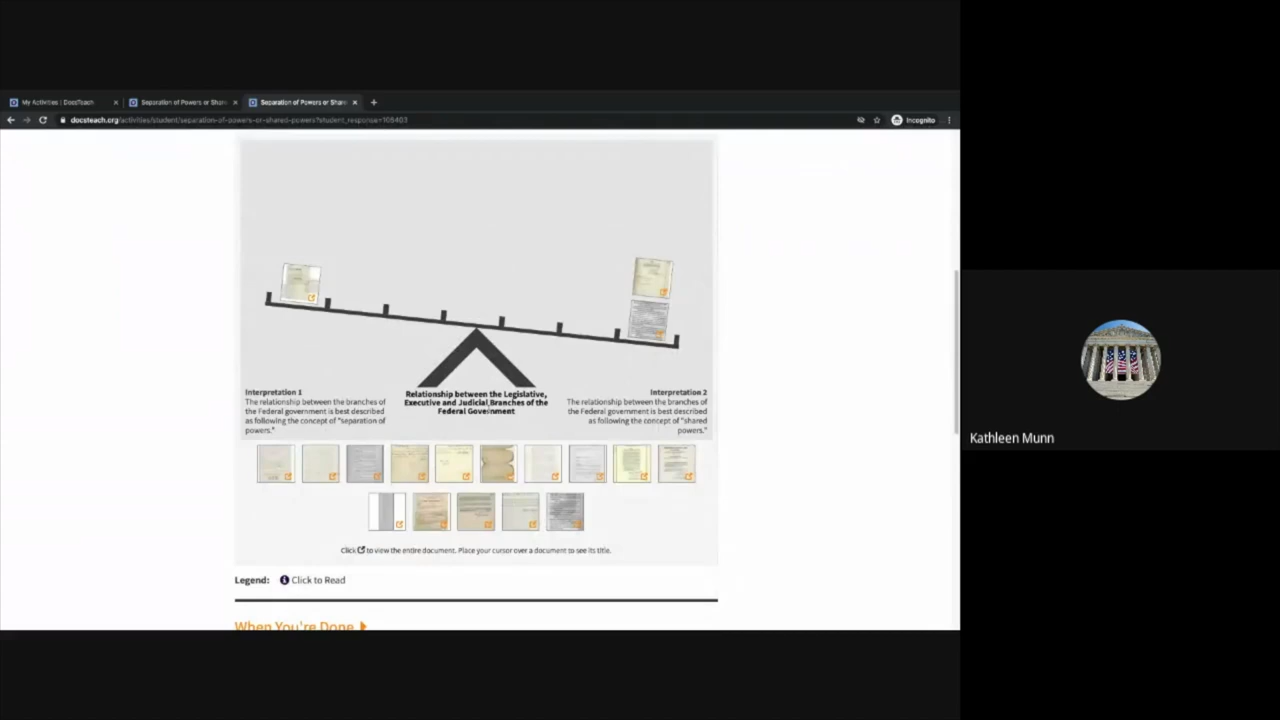 My Activities | DocsTeach
Separation of Powers or Share
Separation of Powers or Share
docsteach.org/activities/student/separation-of-powers-or-shared-powers?student_response=108403
Incognito
Interpretation 1
The relationship between the branches of
the Federal government is best described
as following the concept of "separation of
powers."
Relationship between the Legislative,
Executive and Judicial Branches of the
Federal Government
Interpretation 2
The relationship between the branches of
the Federal government is best described
as following the concept of "shared
powers."
Click to view the entire document. Place your cursor over a document to see its title.
Legend: Click to Read
When You're Done
Kathleen Munn